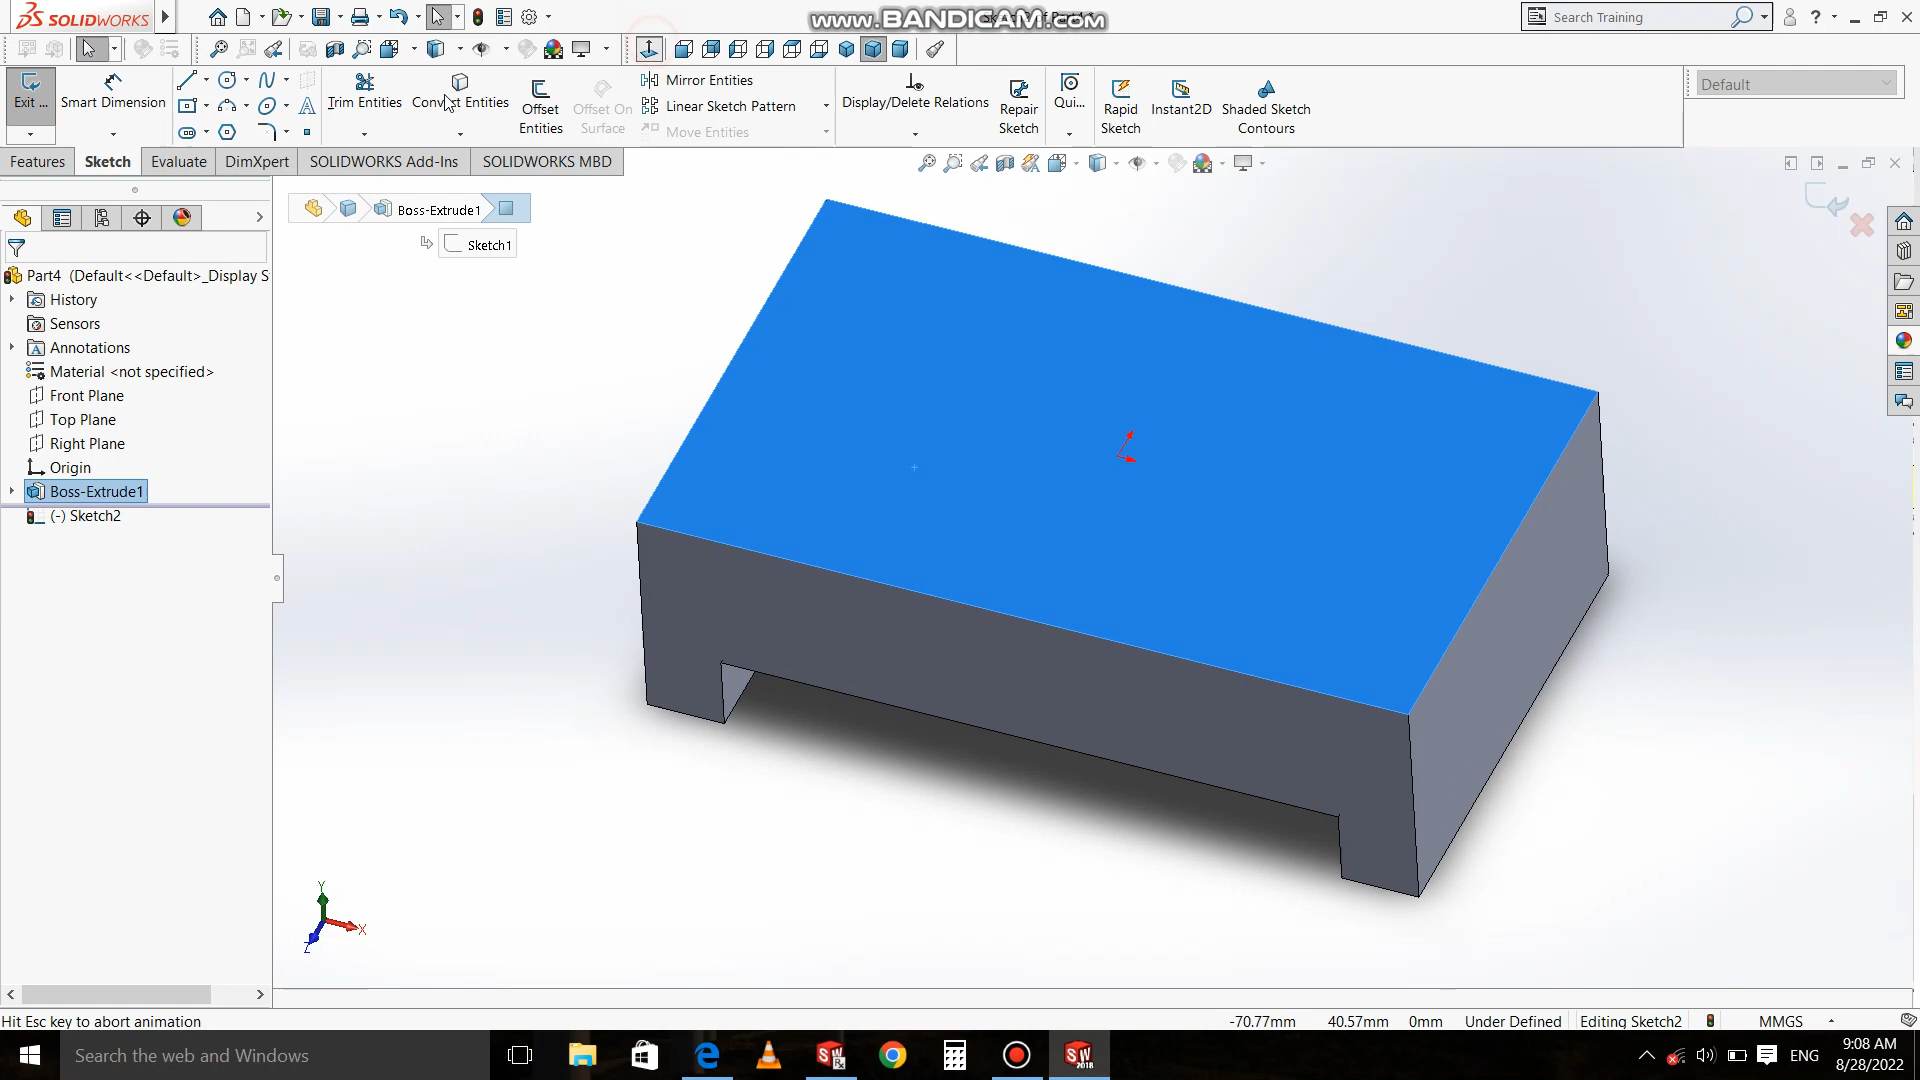 SOLIDWORKS
www.BANDICAM.com
Search Training
Exit ...
Smart Dimension
Trim Entities
Convert Entities
Offset Entities
Offset On Surface
Mirror Entities
Linear Sketch Pattern
Move Entities
Display/Delete Relations
Repair Sketch
Qui...
Rapid Sketch
Instant2D
Shaded Sketch Contours
Default
Features
Sketch
Evaluate
DimXpert
SOLIDWORKS Add-Ins
SOLIDWORKS MBD
Boss-Extrude1
Sketch1
Part4 (Default<<Default>_Display S
History
Sensors
Annotations
Material <not specified>
Front Plane
Top Plane
Right Plane
Origin
Boss-Extrude1
(-) Sketch2
Y
X
Z
Hit Esc key to abort animation
-70.77mm
40.57mm
0mm
Under Defined
Editing Sketch2
MMGS
Search the web and Windows
SW 2018
ENG
9:08 AM
8/28/2022